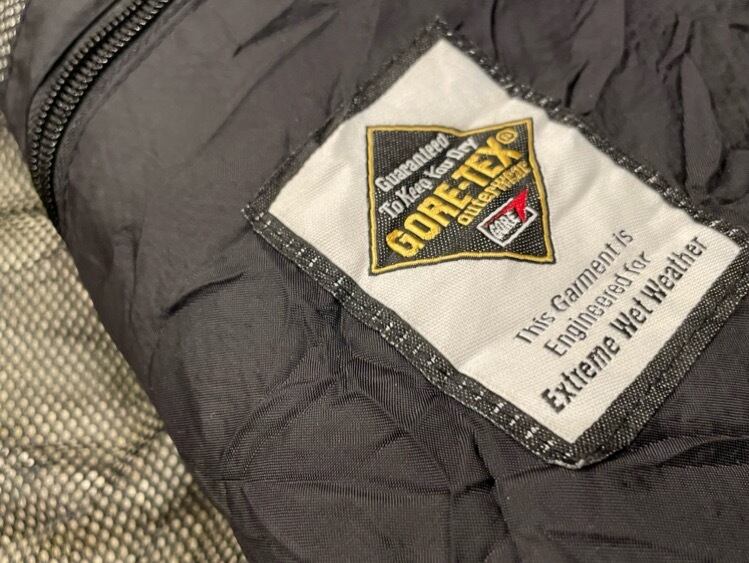 Guaranteed
To Keep You Dry
GORE-TEX®
outerwear
GORE
This Garment is
Engineered for
Extreme Wet Weather